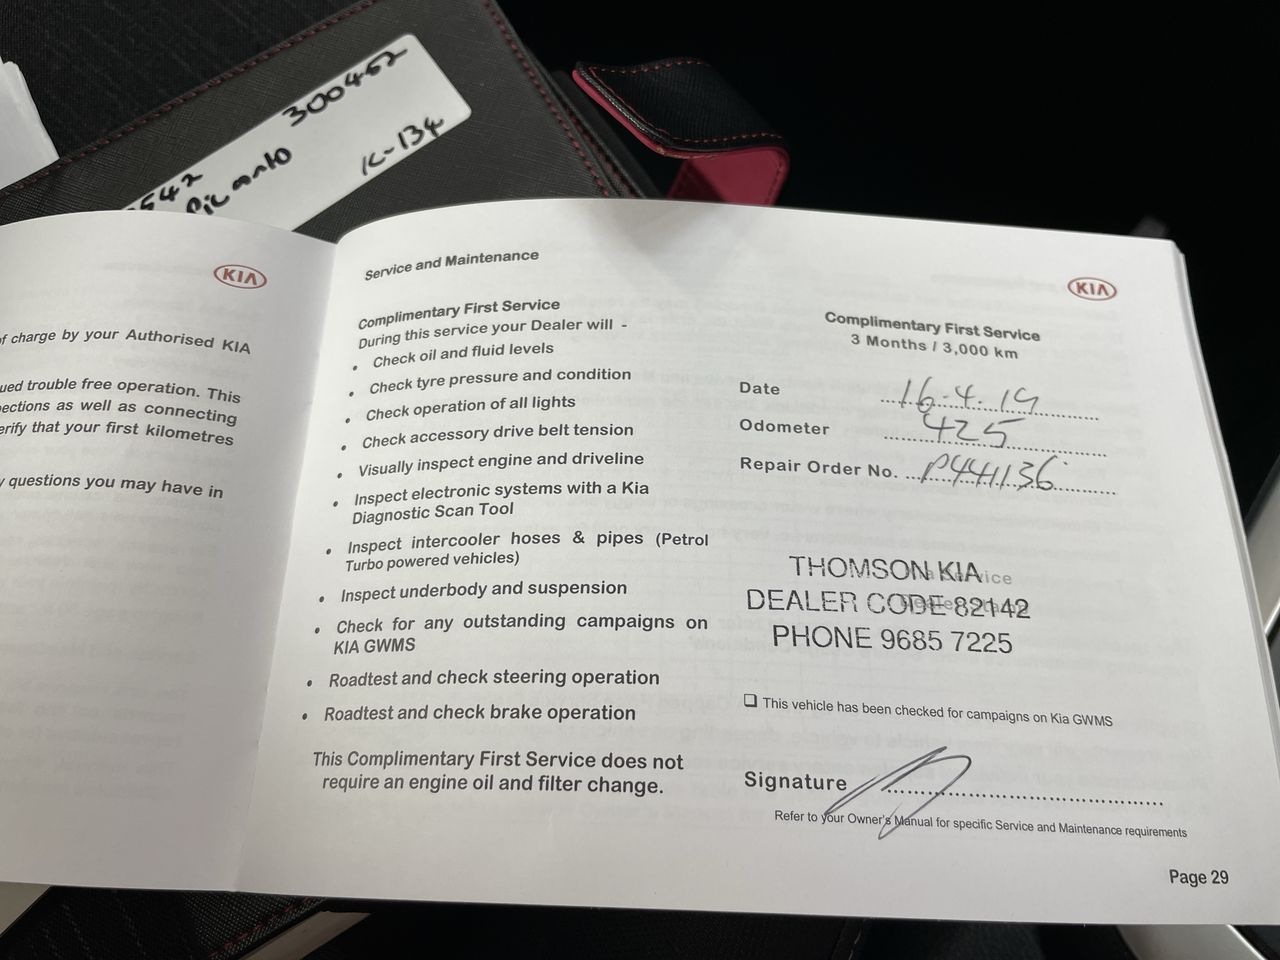 300452
K-134
542
Picanto
KIA
of charge by your Authorised KIA
ued trouble free operation. This
ections as well as connecting
erify that your first kilometres
y questions you may have in
Service and Maintenance
KIA
Complimentary First Service
During this service your Dealer will -
• Check oil and fluid levels
• Check tyre pressure and condition
• Check operation of all lights
• Check accessory drive belt tension
• Visually inspect engine and driveline
• Inspect electronic systems with a Kia
Diagnostic Scan Tool
• Inspect intercooler hoses & pipes (Petrol
Turbo powered vehicles)
• Inspect underbody and suspension
• Check for any outstanding campaigns on
KIA GWMS
• Roadtest and check steering operation
• Roadtest and check brake operation
This Complimentary First Service does not
require an engine oil and filter change.
Complimentary First Service
3 Months / 3,000 km
Date 16.4.19
Odometer 425
Repair Order No. P441136
THOMSON KIA
DEALER CODE 82142
PHONE 9685 7225
❑ This vehicle has been checked for campaigns on Kia GWMS
Signature
Refer to your Owner's Manual for specific Service and Maintenance requirements
Page 29